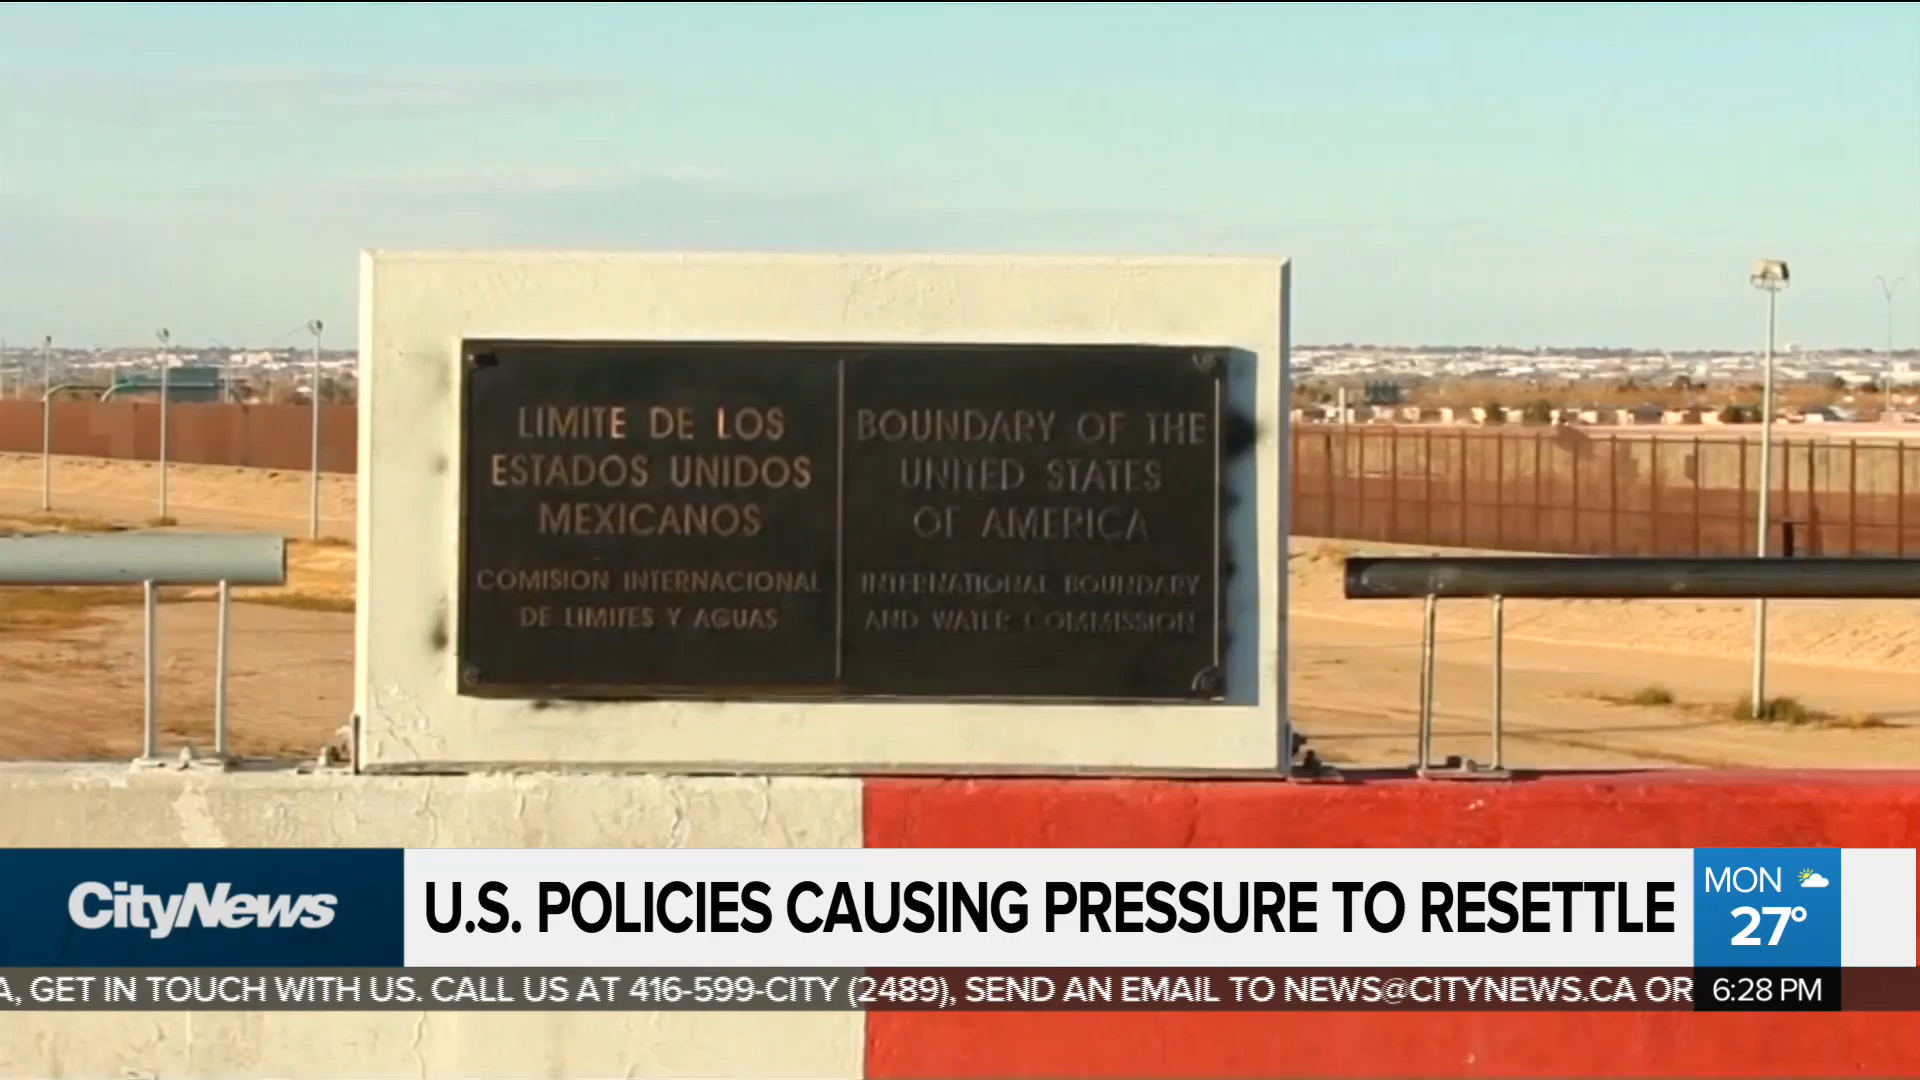 LIMITE DE LOS
ESTADOS UNIDOS
MEXICANOS
COMISION INTERNACIONAL
DE LIMITES Y AGUAS
BOUNDARY OF THE
UNITED STATES
OF AMERICA
INTERNATIONAL BOUNDARY
AND WATER COMMISSION
CityNews
U.S. POLICIES CAUSING PRESSURE TO RESETTLE
MON
27°
A, GET IN TOUCH WITH US. CALL US AT 416-599-CITY (2489), SEND AN EMAIL TO NEWS@CITYNEWS.CA OR
6:28 PM